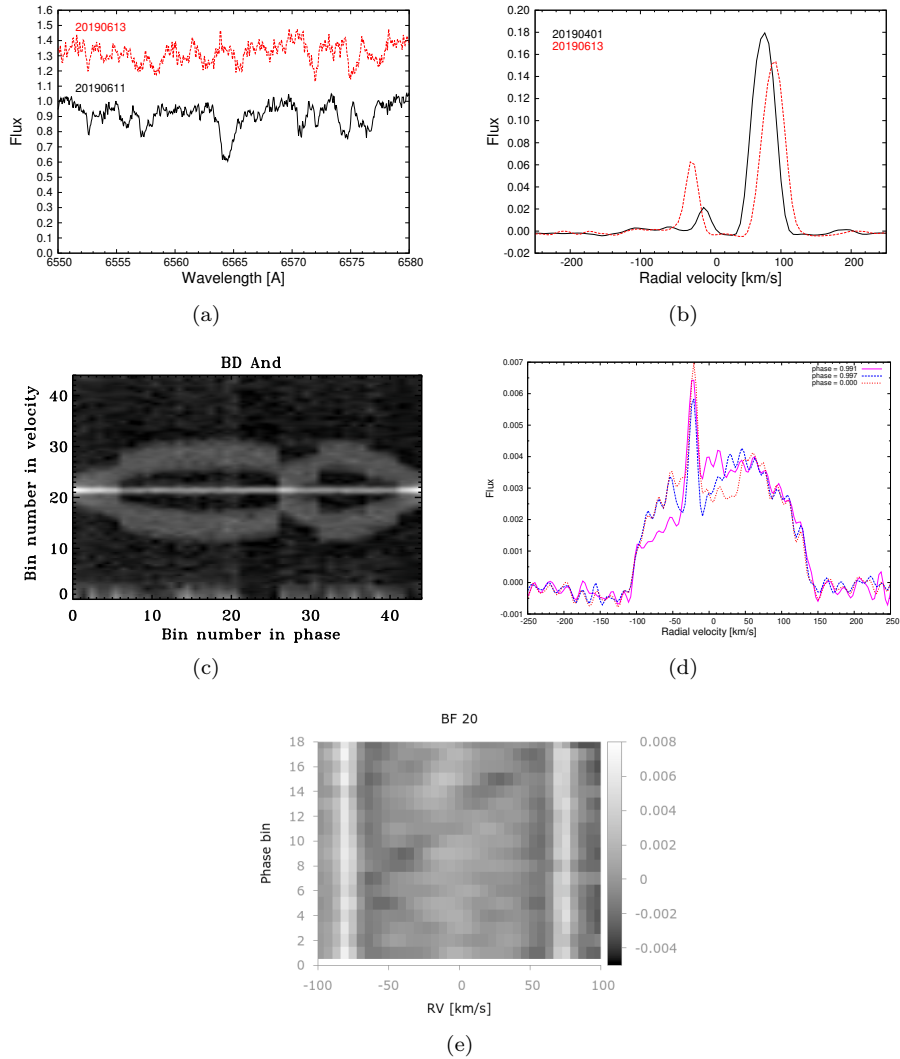 1.6
1.5
1.4
1.3
1.2
1.1
1.0
0.9
0.8
0.7
0.6
0.5
0.4
0.3
0.2
0.1
0.0
Flux
20190613
20190611
6550 6555 6560 6565 6570 6575 6580
Wavelength [A]
(a)
0.20
0.18
0.16
0.14
0.12
0.10
0.08
0.06
0.04
0.02
0.00
-0.02
Flux
20190401
20190613
-200 -100 0 100 200
Radial velocity [km/s]
(b)
BD And
40
30
20
10
0
Bin number in velocity
0 10 20 30 40
Bin number in phase
(c)
0.007
0.006
0.005
0.004
0.003
0.002
0.001
0.000
-0.001
Flux
phase = 0.991
phase = 0.997
phase = 0.000
-250 -200 -150 -100 -50 0 50 100 150 200 250
Radial velocity [km/s]
(d)
BF 20
18
16
14
12
10
8
6
4
2
0
Phase bin
-100 -50 0 50 100
RV [km/s]
0.008
0.006
0.004
0.002
0
-0.002
-0.004
(e)